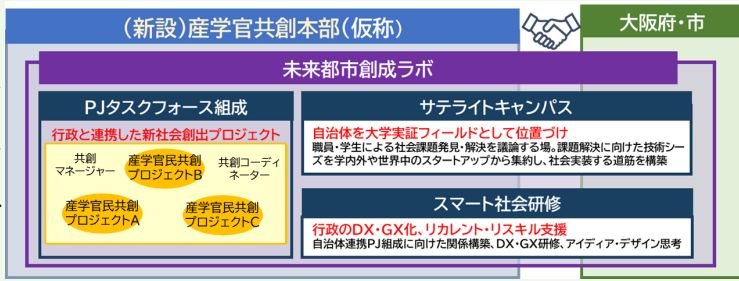 (新設)産学官共創本部(仮称)
大阪府・市
未来都市創成ラボ
PJタスクフォース組成
行政と連携した新社会創出プロジェクト
共創
マネージャー
産学官民共創
プロジェクトB
共創コーディ
ネーター
産学官民共創
プロジェクトA
産学官民共創
プロジェクトC
サテライトキャンパス
自治体を大学実証フィールドとして位置づけ
職員・学生による社会課題発見・解決を議論する場。課題解決に向けた技術シー
ズを学内外や世界中のスタートアップから集約し、社会実装する道筋を構築
スマート社会研修
行政のDX・GX化、リカレント・リスキル支援
自治体連携PJ組成に向けた関係構築、DX・GX研修、アイディア・デザイン思考